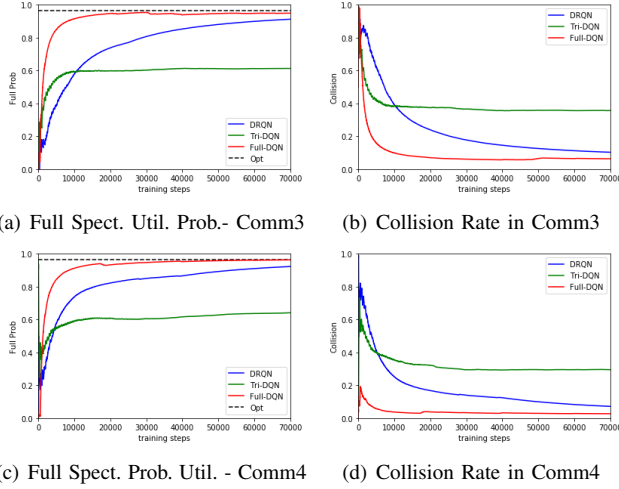 1.0
0.8
0.6
0.4
0.2
0.0
Full Prob
DRQN
Tri-DQN
Full-DQN
Opt
0 10000 20000 30000 40000 50000 60000 70000
training steps
1.0
0.8
0.6
0.4
0.2
0.0
Collision
DRQN
Tri-DQN
Full-DQN
10000 20000 30000 40000 50000 60000 70000
training steps
(a) Full Spect. Util. Prob.- Comm3
(b) Collision Rate in Comm3
1.0
0.8
0.6
0.4
0.2
0.0
Full Prob
DRQN
Tri-DQN
Full-DQN
Opt
0 10000 20000 30000 40000 50000 60000 70000
training steps
1.0
0.8
0.6
0.4
0.2
0.0
Collision
DRQN
Tri-DQN
Full-DQN
0 10000 20000 30000 40000 50000 60000 70000
training steps
(c) Full Spect. Prob. Util. - Comm4
(d) Collision Rate in Comm4